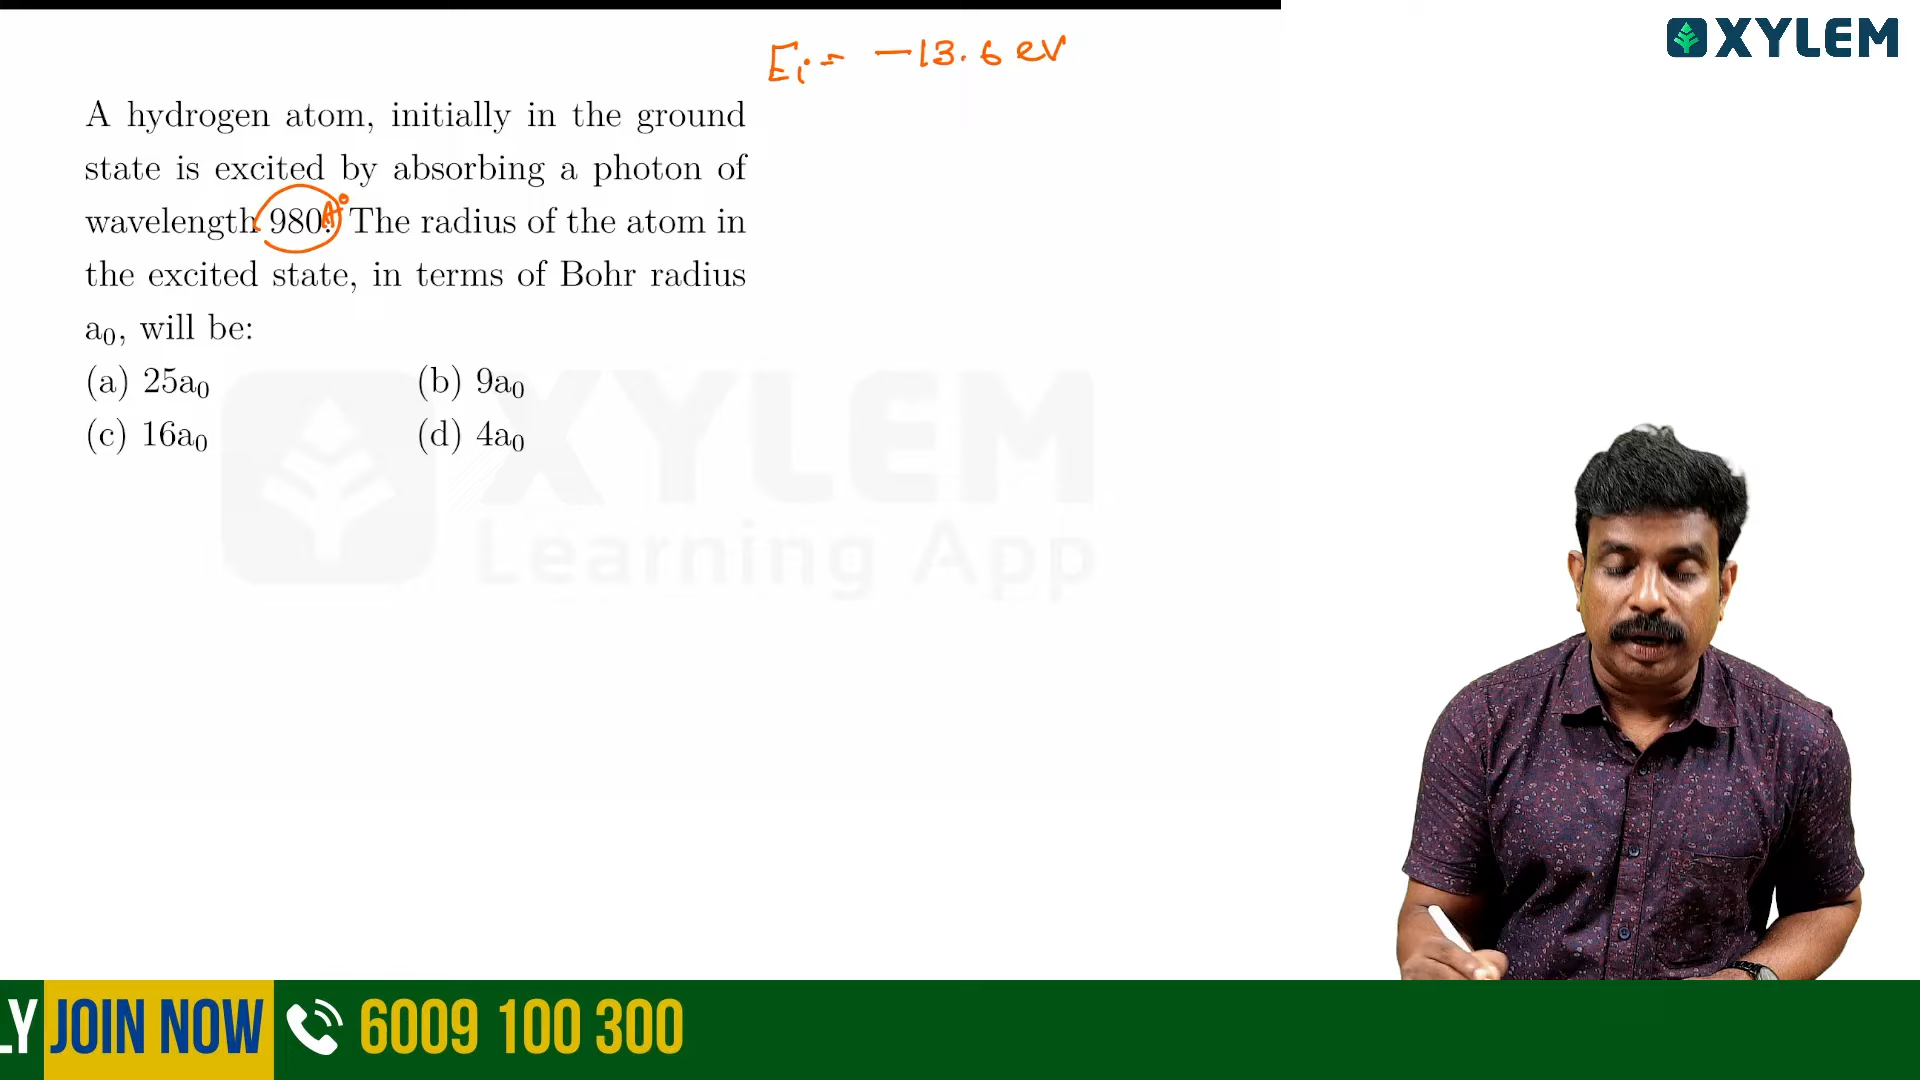 XYLEM
Ei = -13.6 eV
A hydrogen atom, initially in the ground
state is excited by absorbing a photon of
wavelength 980A°. The radius of the atom in
the excited state, in terms of Bohr radius
a₀, will be:
(a) 25a₀ (b) 9a₀
(c) 16a₀ (d) 4a₀
XYLEM
Learning App
LY JOIN NOW 6009 100 300